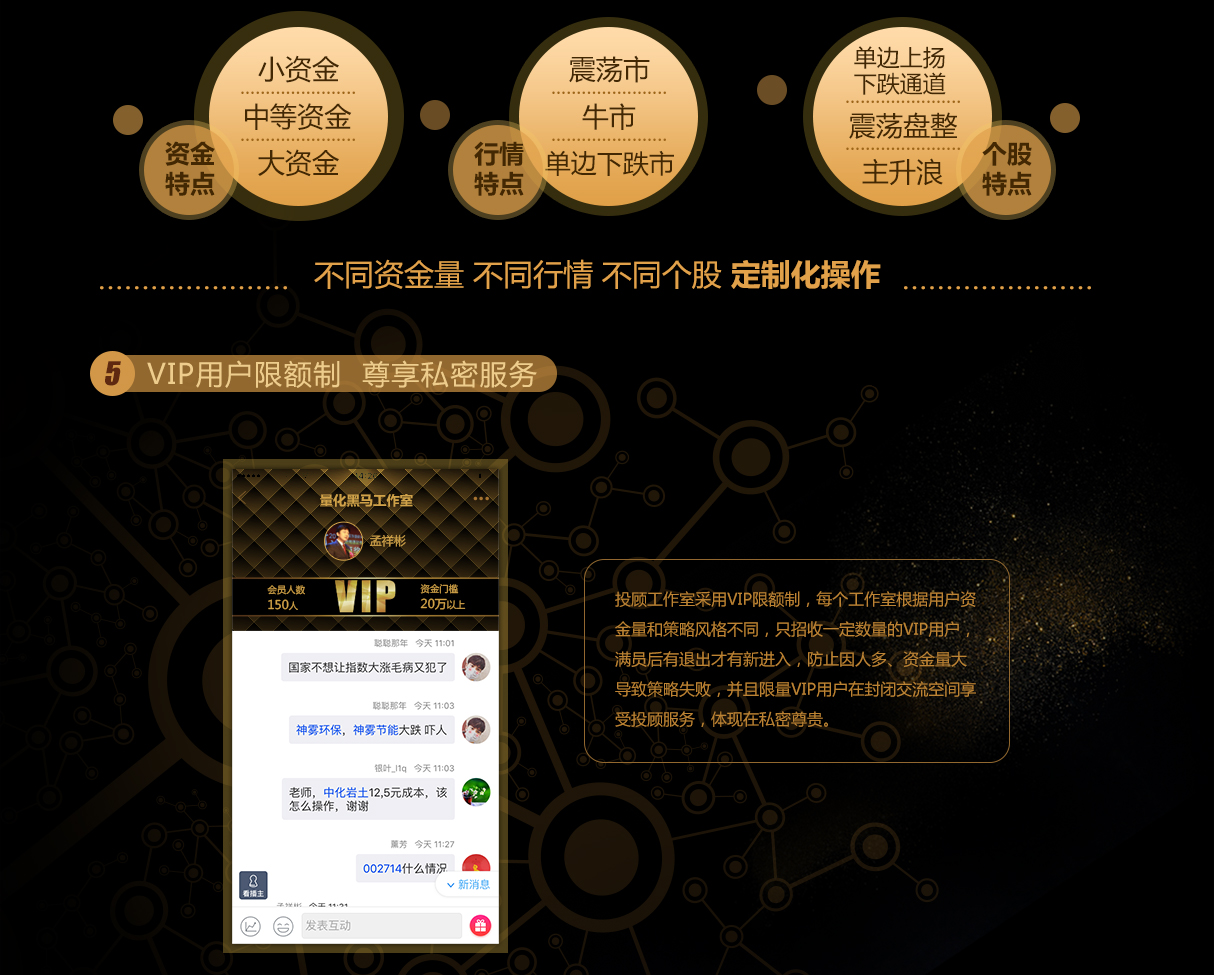 小资金
中等资金
大资金
资金
特点
震荡市
牛市
单边下跌市
行情
特点
单边上扬
下跌通道
震荡盘整
主升浪
个股
特点
不同资金量 不同行情 不同个股 定制化操作
5 VIP用户限额制 尊享私密服务
量化黑马工作室
孟祥彬
会员人数
150人
VIP
资金门槛
20万以上
聪聪那年 今天 11:01
国家不想让指数大涨毛病又犯了
聪聪那年 今天 11:03
神雾环保，神雾节能大跌 吓人
银叶_l1q 今天 11:03
老师，中化岩土12,5元成本，该
怎么操作，谢谢
薰芳 今天 11:27
002714什么情况
新消息
看播主
孟祥彬 今天 11:31
发表互动
投顾工作室采用VIP限额制，每个工作室根据用户资
金量和策略风格不同，只招收一定数量的VIP用户，
满员后有退出才有新进入，防止因人多、资金量大
导致策略失败，并且限量VIP用户在封闭交流空间享
受投顾服务，体现在私密尊贵。